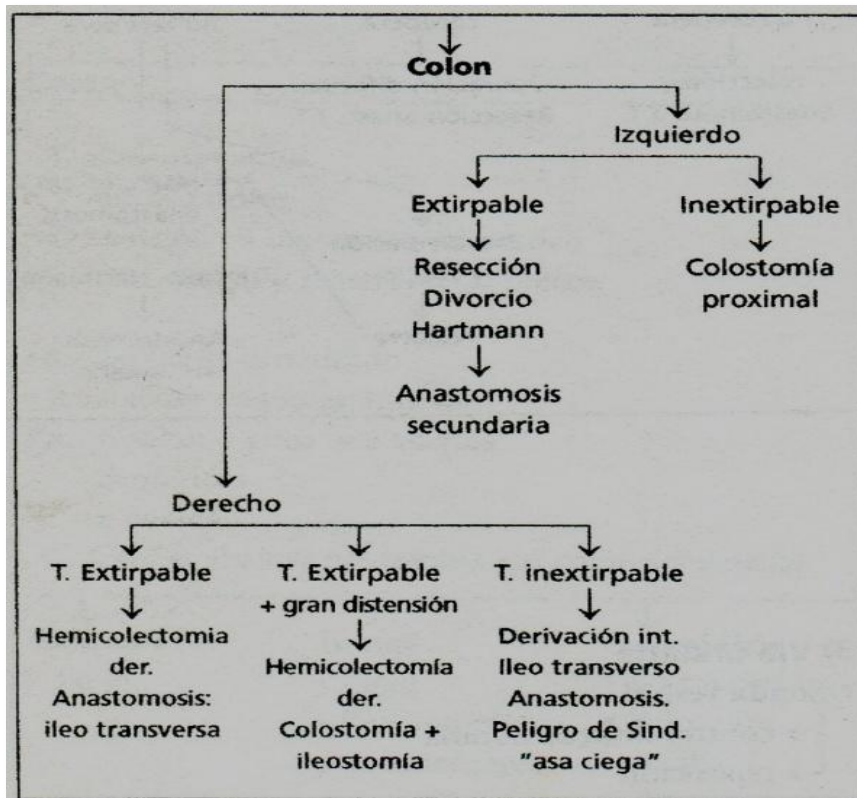 Colon
Izquierdo
Extirpable
Inextirpable
Resección
Divorcio
Hartmann
Colostomía
proximal
Anastomosis
secundaria
Derecho
T. Extirpable
Hemicolectomia
der.
Anastomosis:
ileo transversa
T. Extirpable
+ gran distensión
Hemicolectomía
der.
Colostomía +
ileostomía
T. inextirpable
Derivación int.
Ileo transverso
Anastomosis.
Peligro de Sind.
"asa ciega"